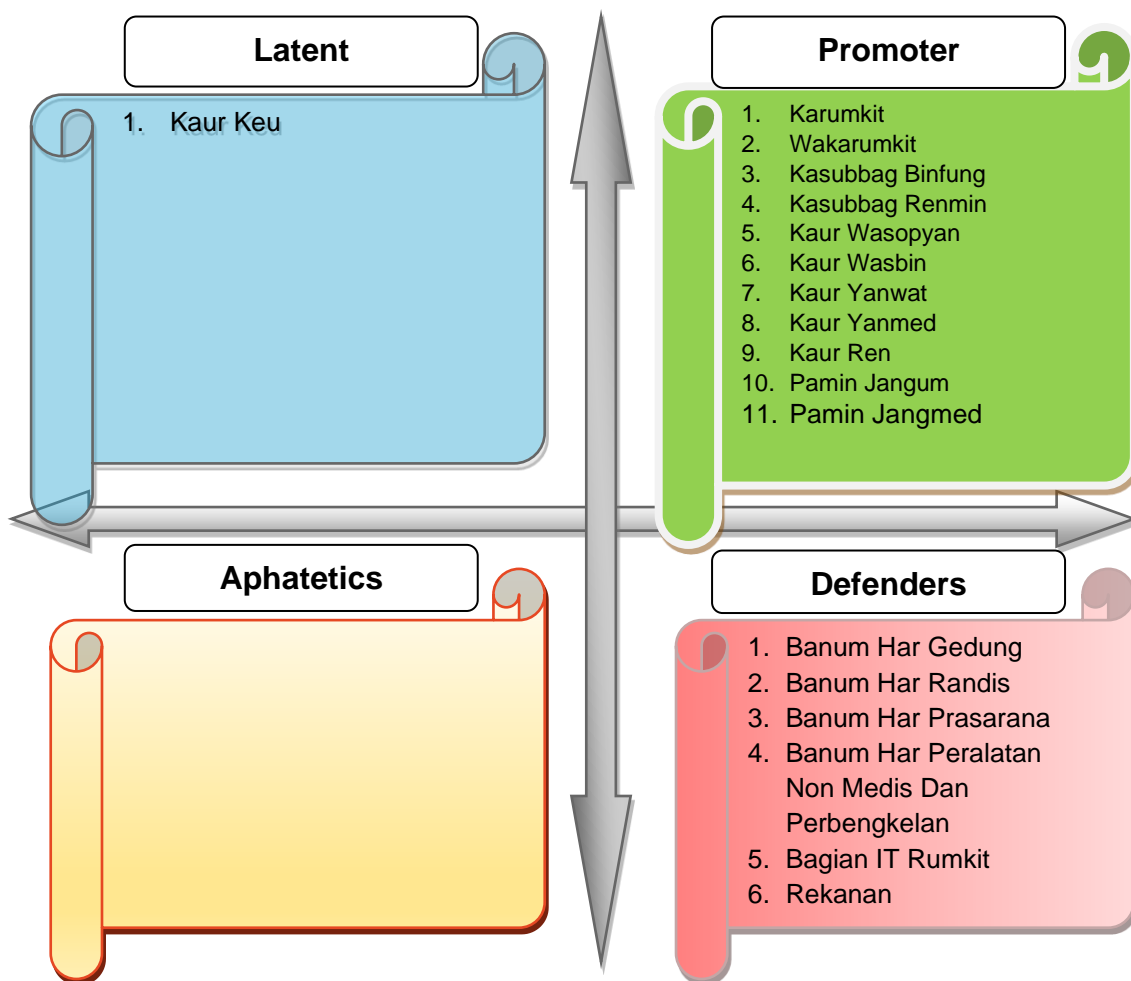 Latent
1. Kaur Keu
Promoter
1. Karumkit
2. Wakarumkit
3. Kasubbag Binfung
4. Kasubbag Renmin
5. Kaur Wasopyan
6. Kaur Wasbin
7. Kaur Yanwat
8. Kaur Yanmed
9. Kaur Ren
10. Pamin Jangum
11. Pamin Jangmed
Aphatetics
Defenders
1. Banum Har Gedung
2. Banum Har Randis
3. Banum Har Prasarana
4. Banum Har Peralatan
Non Medis Dan
Perbengkelan
5. Bagian IT Rumkit
6. Rekanan